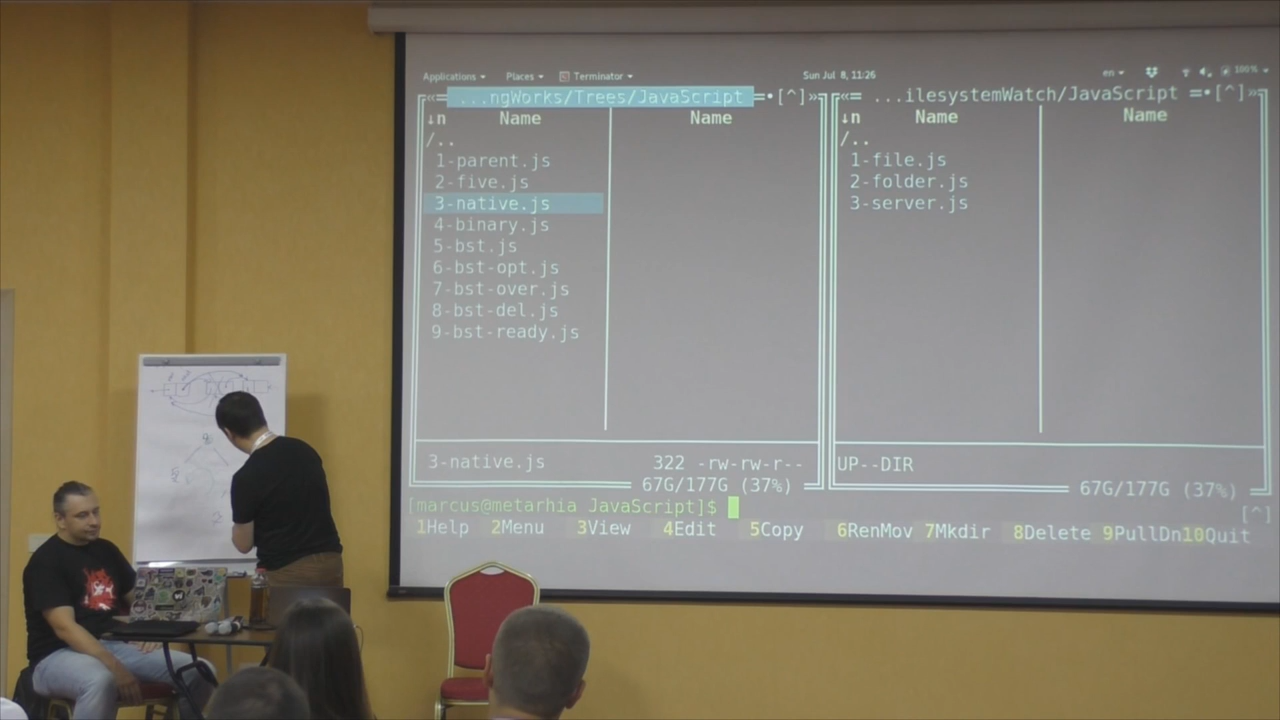 Applications Places Terminator Sun Jul 8, 11:26 en 100%
...ngWorks/Trees/JavaScript =•[^]»
↓n Name Name
/..
1-parent.js
2-five.js
3-native.js
4-binary.js
5-bst.js
6-bst-opt.js
7-bst-over.js
8-bst-del.js
9-bst-ready.js
3-native.js 322 -rw-rw-r--
67G/177G (37%)
...ilesystemWatch/JavaScript =•[^]»
↓n Name Name
/..
1-file.js
2-folder.js
3-server.js
UP--DIR
67G/177G (37%)
[marcus@metarhia JavaScript]$ [^]
1Help 2Menu 3View 4Edit 5Copy 6RenMov 7Mkdir 8Delete 9PullDn 10Quit